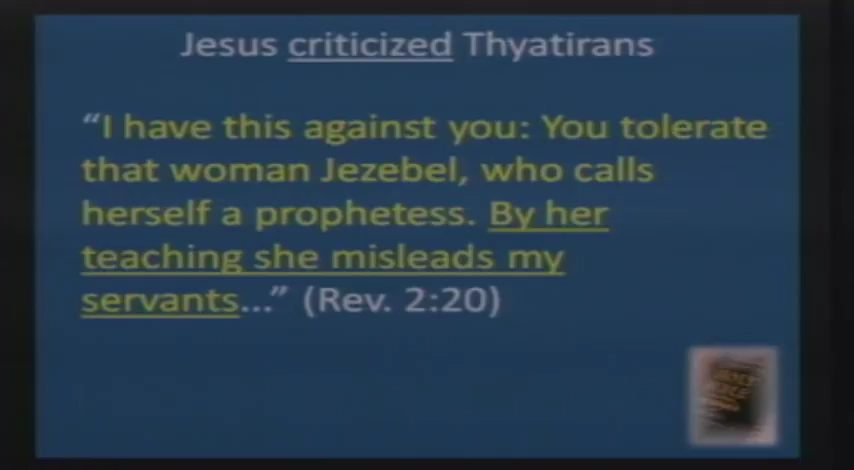 Jesus criticized Thyatirans
“I have this against you: You tolerate
that woman Jezebel, who calls
herself a prophetess. By her
teaching she misleads my
servants...” (Rev. 2:20)